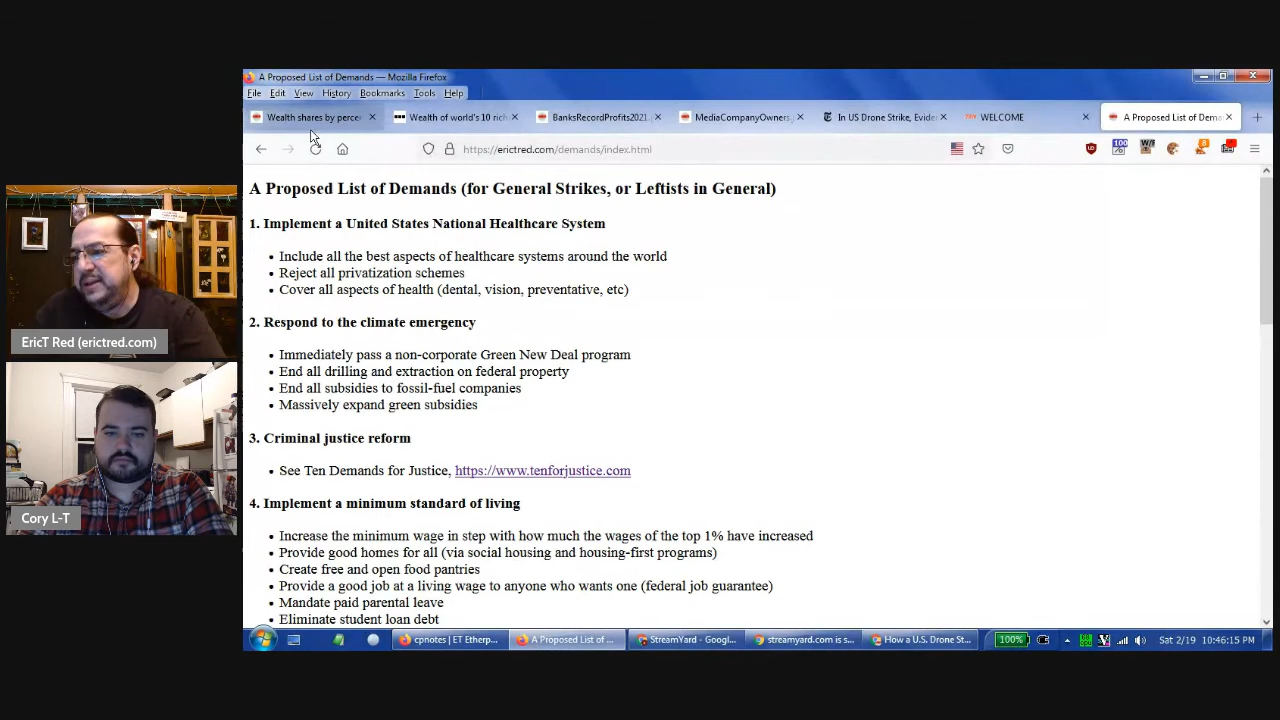 A Proposed List of Demands — Mozilla Firefox
File Edit View History Bookmarks Tools Help
Wealth shares by perce
Wealth of world's 10 rich
BanksRecordProfits2021.
MediaCompanyOwners.
In US Drone Strike, Evide
WELCOME
A Proposed List of Dema
https://erictred.com/demands/index.html
A Proposed List of Demands (for General Strikes, or Leftists in General)
1. Implement a United States National Healthcare System
• Include all the best aspects of healthcare systems around the world
• Reject all privatization schemes
• Cover all aspects of health (dental, vision, preventative, etc)
2. Respond to the climate emergency
• Immediately pass a non-corporate Green New Deal program
• End all drilling and extraction on federal property
• End all subsidies to fossil-fuel companies
• Massively expand green subsidies
3. Criminal justice reform
• See Ten Demands for Justice, https://www.tenforjustice.com
4. Implement a minimum standard of living
• Increase the minimum wage in step with how much the wages of the top 1% have increased
• Provide good homes for all (via social housing and housing-first programs)
• Create free and open food pantries
• Provide a good job at a living wage to anyone who wants one (federal job guarantee)
• Mandate paid parental leave
• Eliminate student loan debt
EricT Red (erictred.com)
Cory L-T
cpnotes | ET Etherp...
A Proposed List of ...
StreamYard - Googl...
streamyard.com is s...
How a U.S. Drone St...
100%
Sat 2/19 10:46:15 PM